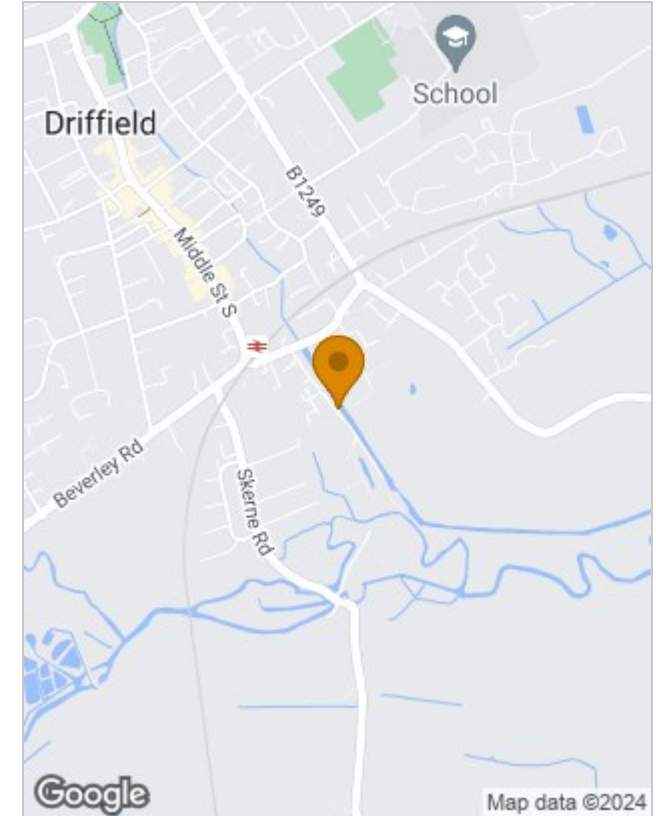 School
Driffield
B1249
Middle St S
Beverley Rd
Skerne Rd
Google
Map data ©2024